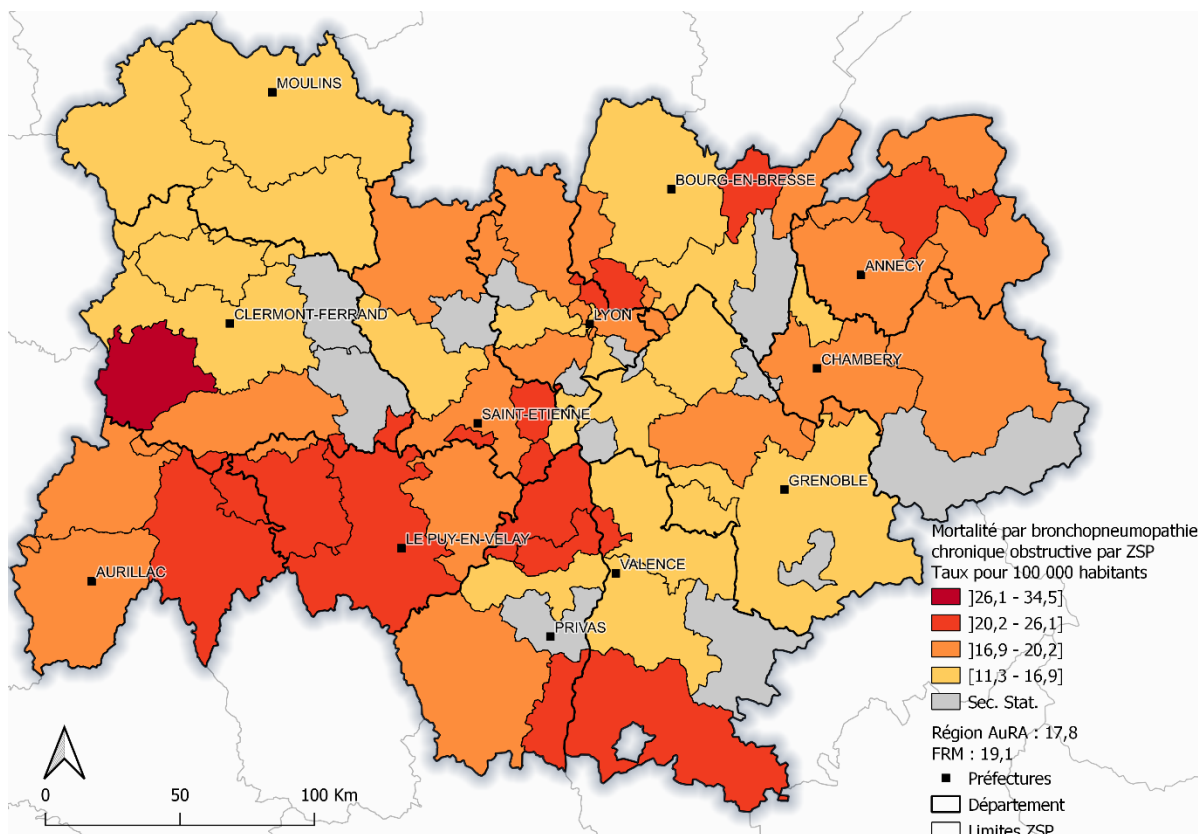 MOULINS
BOURG-EN-BRESSE
ANNECY
CLERMONT-FERRAND
LYON
CHAMBERY
SAINT-ETIENNE
GRENOBLE
LE PUY-EN-VELAY
AURILLAC
VALENCE
PRIVAS
Mortalité par bronchopneumopathie
chronique obstructive par ZSP
Taux pour 100 000 habitants
]26,1 - 34,5]
]20,2 - 26,1]
]16,9 - 20,2]
[11,3 - 16,9]
Sec. Stat.
Région AuRA : 17,8
FRM : 19,1
Préfectures
Département
Limites ZSP
0 50 100 Km